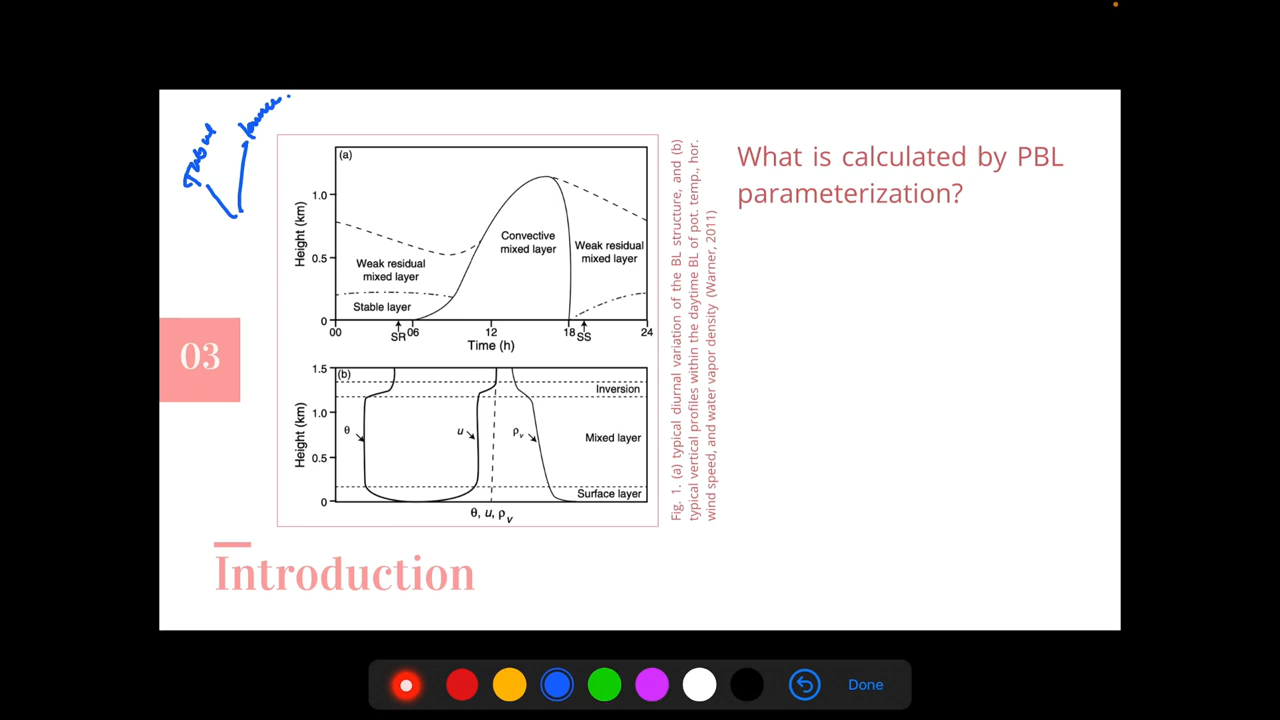 (a)
Height (km)
1.0
0.5
0
Convective
mixed layer
Weak residual
mixed layer
Weak residual
mixed layer
Stable layer
00 06 12 18 24
SR SS
Time (h)
(b)
Height (km)
1.5
1.0
0.5
0
Inversion
θ u ρv
Mixed layer
Surface layer
θ, u, ρv
Fig. 1. (a) typical diurnal variation of the BL structure, and (b)
typical vertical profiles within the daytime BL of pot. temp., hor.
wind speed, and water vapor density (Warner, 2011)
What is calculated by PBL
parameterization?
03
Introduction
Done